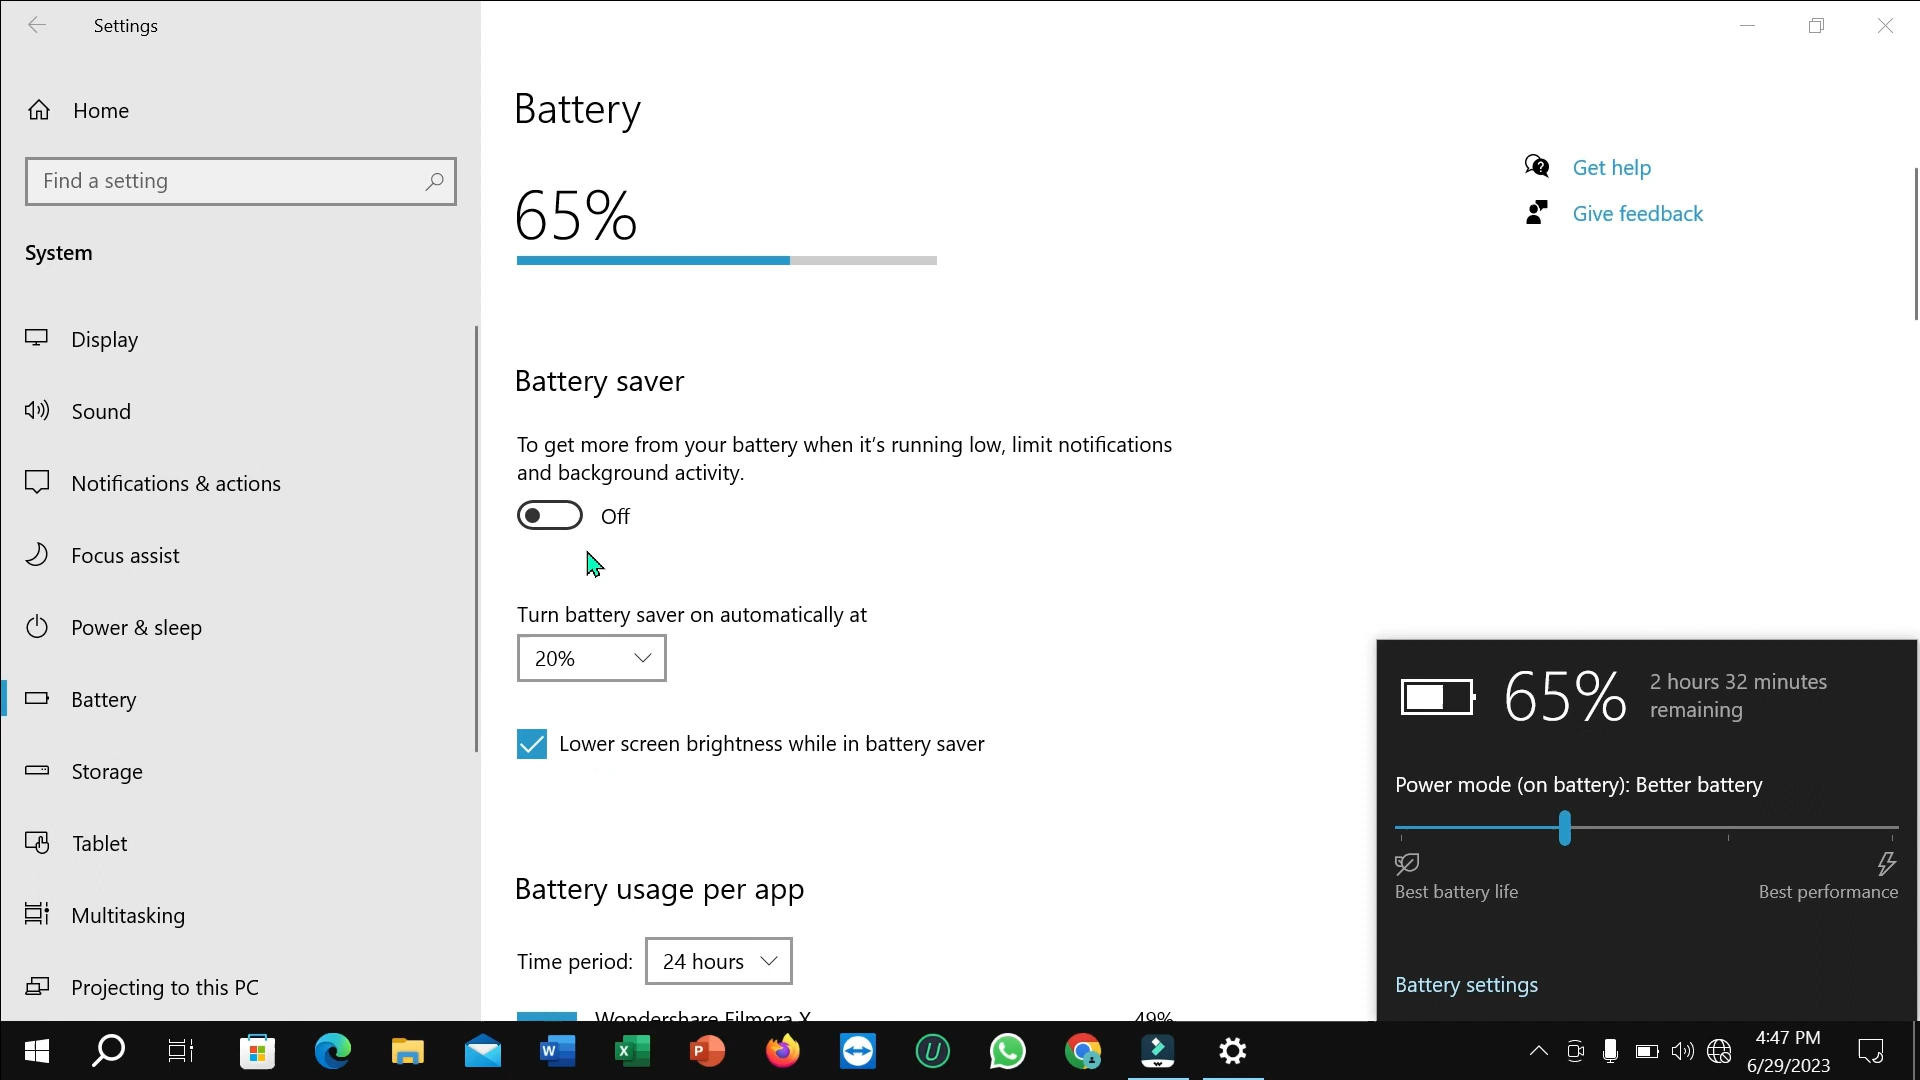 Settings
Home
Find a setting
System
Display
Sound
Notifications & actions
Focus assist
Power & sleep
Battery
Storage
Tablet
Multitasking
Projecting to this PC
Battery
65%
Get help
Give feedback
Battery saver
To get more from your battery when it's running low, limit notifications
and background activity.
Off
Turn battery saver on automatically at
20%
Lower screen brightness while in battery saver
Battery usage per app
Time period: 24 hours
Wondershare Filmora X 49%
65% 2 hours 32 minutes
remaining
Power mode (on battery): Better battery
Best battery life Best performance
Battery settings
4:47 PM
6/29/2023